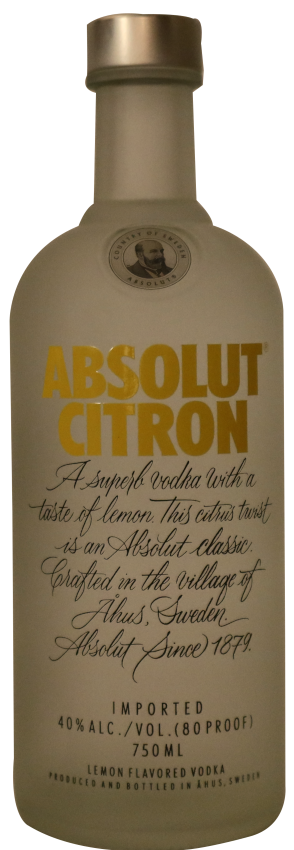 COUNTRY OF SWEDEN
ABSOLUT
ABSOLUT
CITRON
A superb vodka with a
taste of lemon. This citrus twist
is an Absolut classic.
Crafted in the village of
Åhus, Sweden.
Absolut Since 1879.
IMPORTED
40% ALC./VOL.(80 PROOF)
750ML
LEMON FLAVORED VODKA
PRODUCED AND BOTTLED IN ÅHUS, SWEDEN